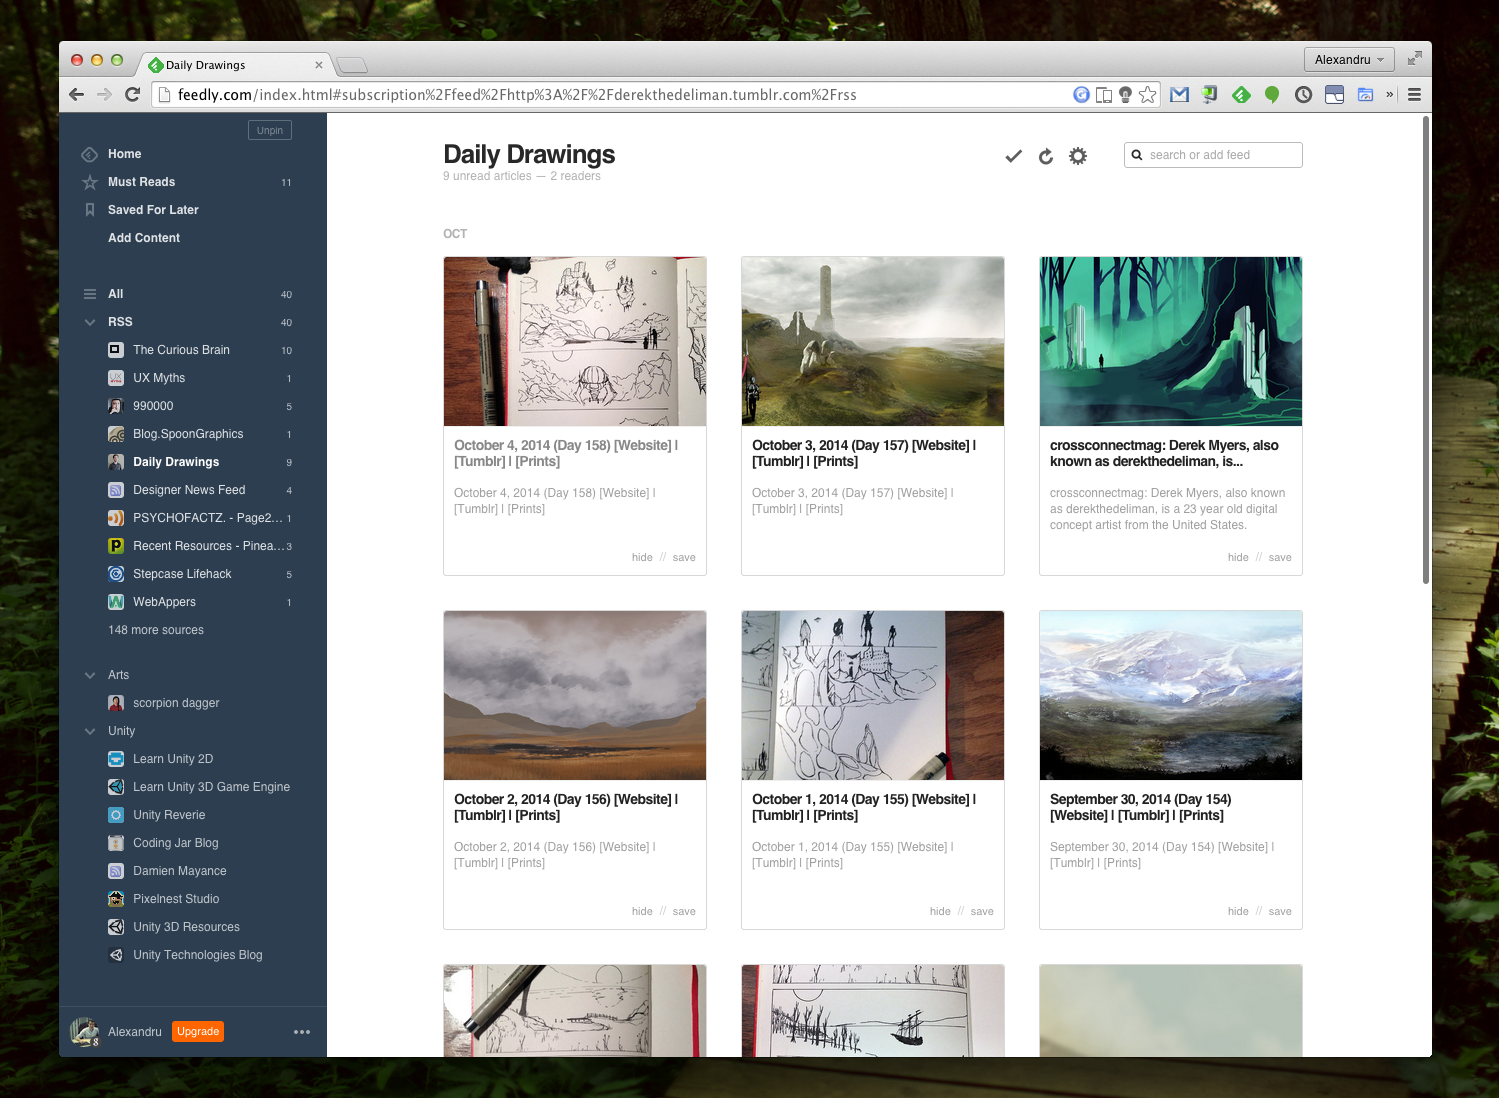 Daily Drawings
Alexandru
feedly.com/index.html#subscription%2Ffeed%2Fhttp%3A%2F%2Fderekthedeliman.tumblr.com%2Frss
»
Unpin
Home
Must Reads 11
Saved For Later
Add Content
All 40
RSS 40
The Curious Brain 10
UX Myths 1
990000 5
Blog.SpoonGraphics 1
Daily Drawings 9
Designer News Feed 4
PSYCHOFACTZ. - Page2... 1
Recent Resources - Pinea... 3
Stepcase Lifehack 5
WebAppers 1
148 more sources
Arts
scorpion dagger
Unity
Learn Unity 2D
Learn Unity 3D Game Engine
Unity Reverie
Coding Jar Blog
Damien Mayance
Pixelnest Studio
Unity 3D Resources
Unity Technologies Blog
Alexandru Upgrade
Daily Drawings
9 unread articles — 2 readers
search or add feed
OCT
October 4, 2014 (Day 158) [Website] |
[Tumblr] | [Prints]
October 4, 2014 (Day 158) [Website] |
[Tumblr] | [Prints]
hide // save
October 3, 2014 (Day 157) [Website] |
[Tumblr] | [Prints]
October 3, 2014 (Day 157) [Website] |
[Tumblr] | [Prints]
crossconnectmag: Derek Myers, also
known as derekthedeliman, is...
crossconnectmag: Derek Myers, also known
as derekthedeliman, is a 23 year old digital
concept artist from the United States.
hide // save
October 2, 2014 (Day 156) [Website] |
[Tumblr] | [Prints]
October 2, 2014 (Day 156) [Website] |
[Tumblr] | [Prints]
hide // save
October 1, 2014 (Day 155) [Website] |
[Tumblr] | [Prints]
October 1, 2014 (Day 155) [Website] |
[Tumblr] | [Prints]
hide // save
September 30, 2014 (Day 154)
[Website] | [Tumblr] | [Prints]
September 30, 2014 (Day 154) [Website] |
[Tumblr] | [Prints]
hide // save